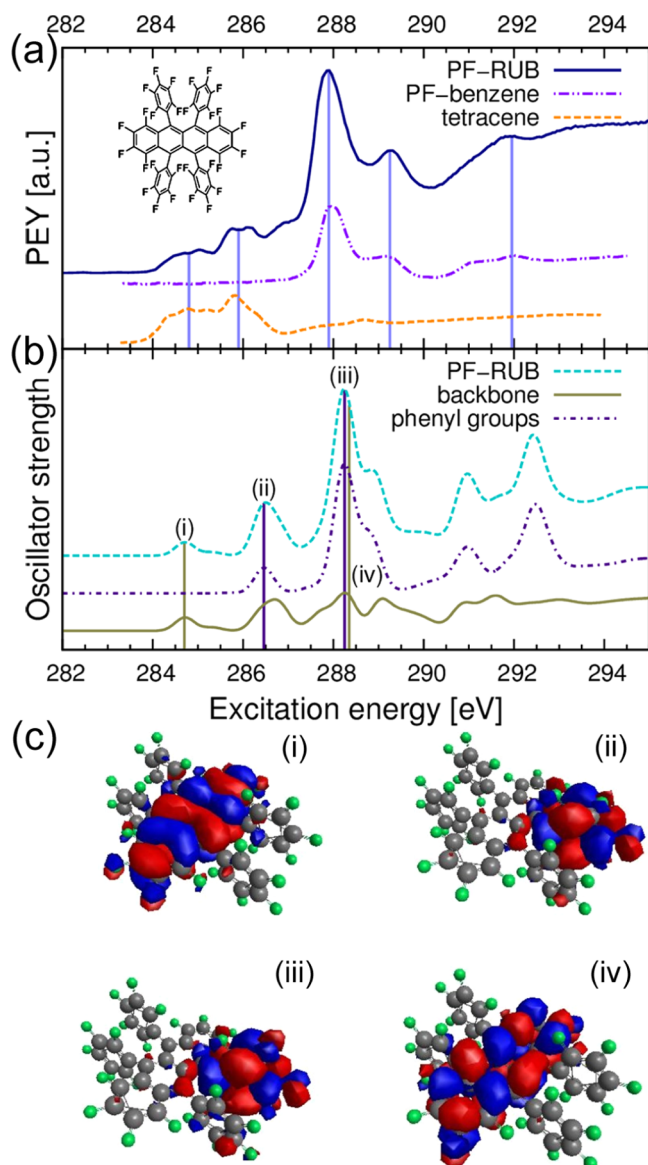 282 284 286 288 290 292 294
(a)
PF-RUB
PF-benzene
tetracene
F F F F F F F F F F F F F F F F F F F F F F F F F F F F
PEY [a.u.]
(b)
PF-RUB
backbone
phenyl groups
(i)
(ii)
(iii)
(iv)
Oscillator strength
282 284 286 288 290 292 294
Excitation energy [eV]
(c)
(i)
(ii)
(iii)
(iv)